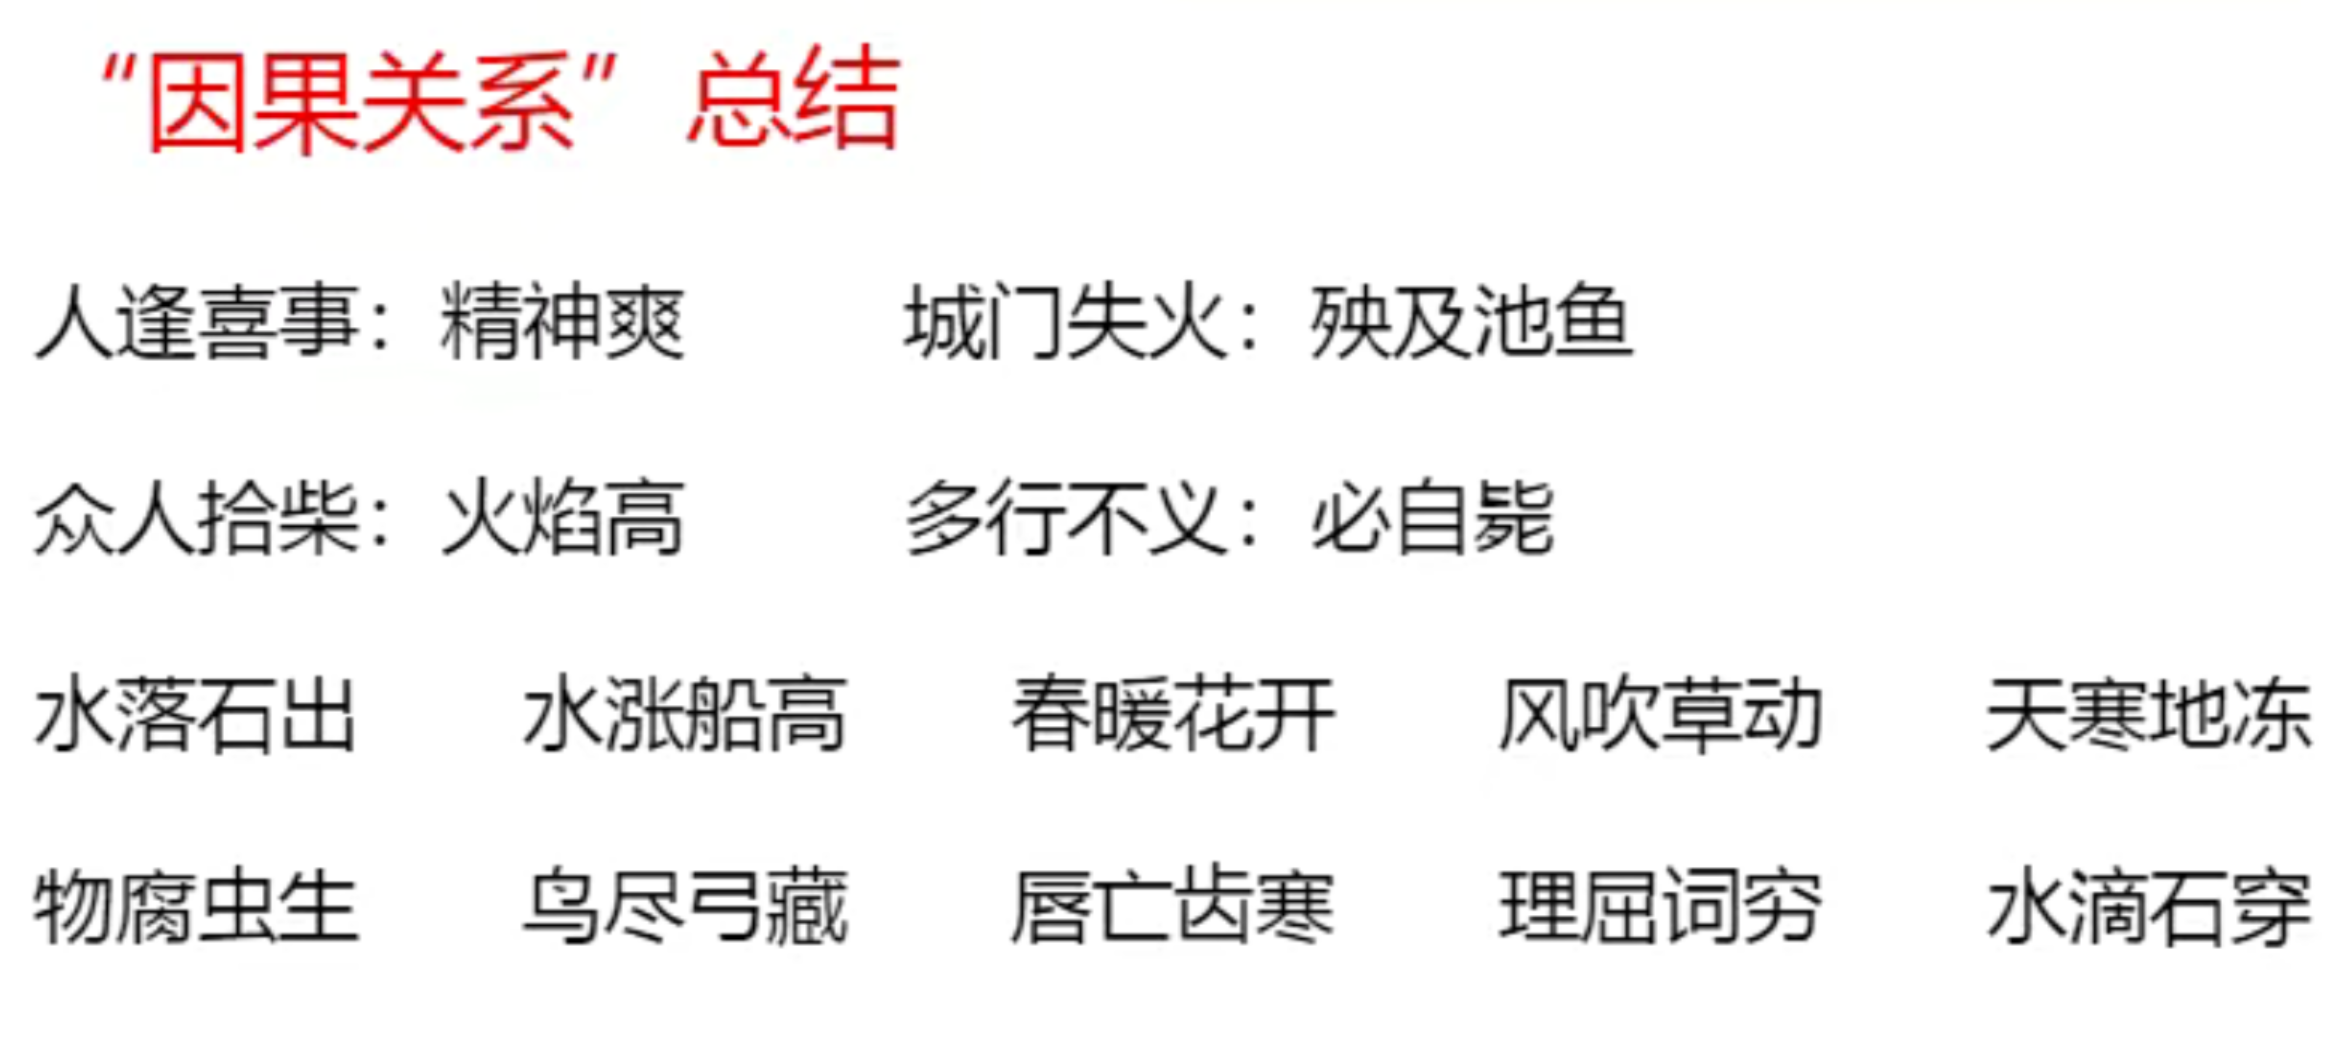 “因果关系”总结
人逢喜事：精神爽 城门失火：殃及池鱼
众人拾柴：火焰高 多行不义：必自毙
水落石出 水涨船高 春暖花开 风吹草动 天寒地冻
物腐虫生 鸟尽弓藏 唇亡齿寒 理屈词穷 水滴石穿